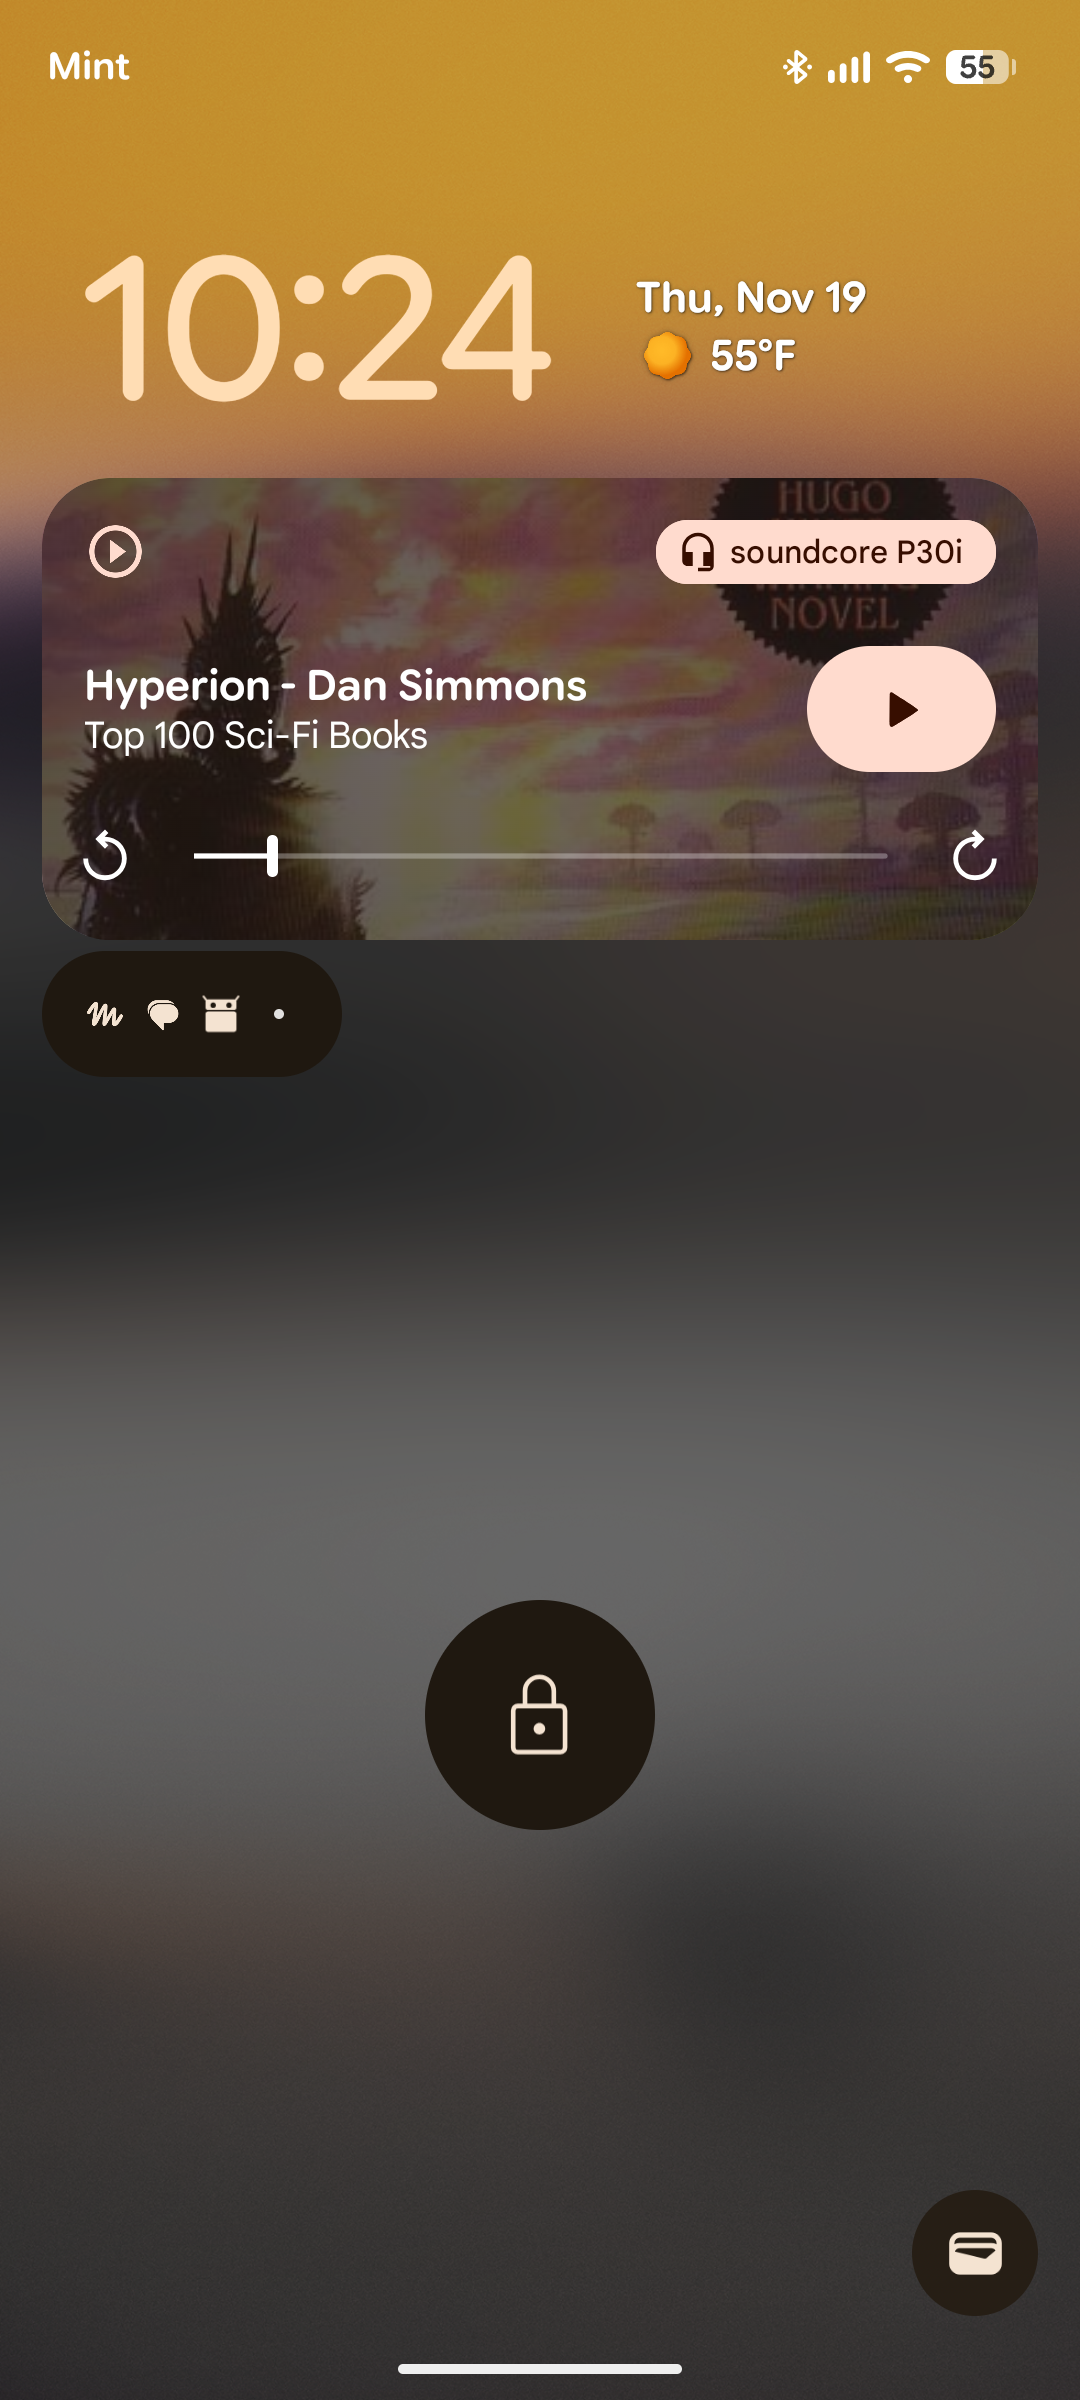 Mint
55
10:24
Thu, Nov 19
55°F
HUGO
soundcore P30i
NOVEL
Hyperion - Dan Simmons
Top 100 Sci-Fi Books